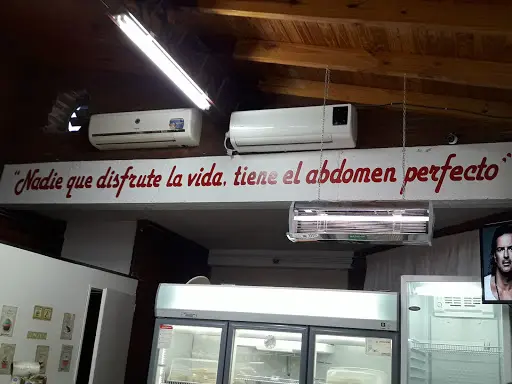 "Nadie que disfrute la vida, tiene el abdomen perfecto"